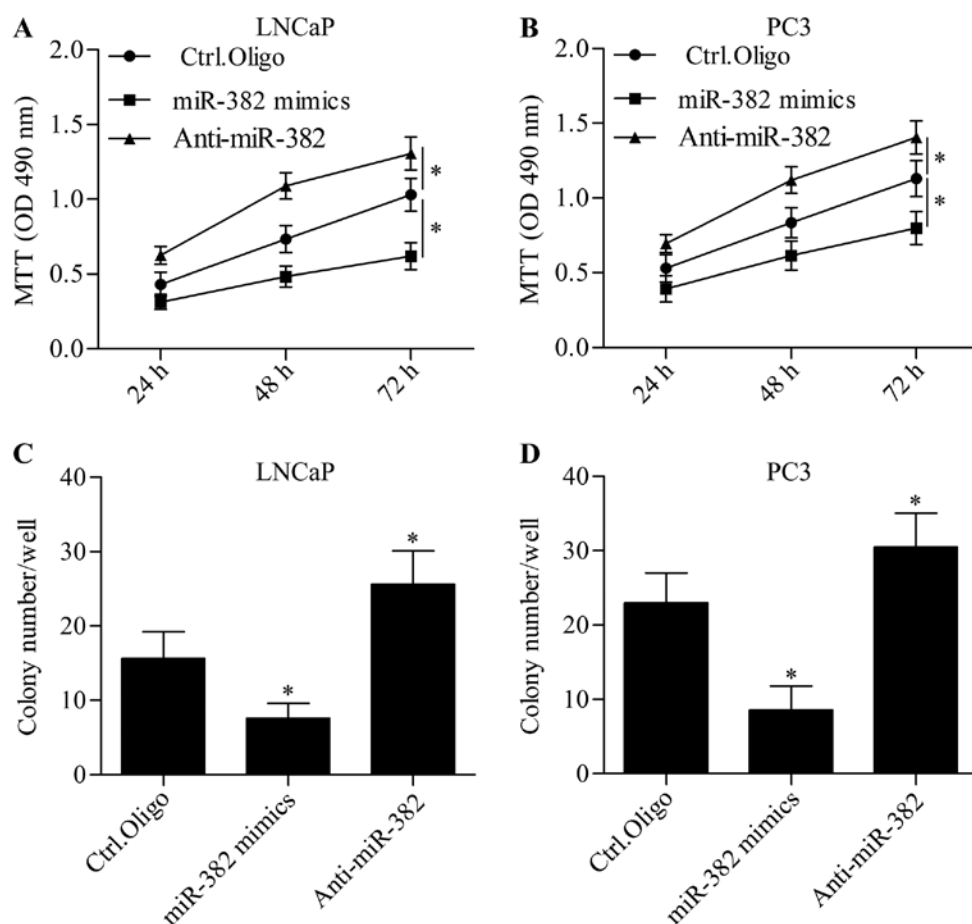 A
LNCaP
2.0
1.5
1.0
0.5
0.0
MTT (OD 490 nm)
Ctrl.Oligo
miR-382 mimics
Anti-miR-382
*
*
24 h
48 h
72 h
B
PC3
2.0
1.5
1.0
0.5
0.0
MTT (OD 490 nm)
Ctrl.Oligo
miR-382 mimics
Anti-miR-382
*
*
24 h
48 h
72 h
C
LNCaP
40
30
20
10
0
Colony number/well
*
*
Ctrl.Oligo
miR-382 mimics
Anti-miR-382
D
PC3
40
30
20
10
0
Colony number/well
*
*
Ctrl.Oligo
miR-382 mimics
Anti-miR-382